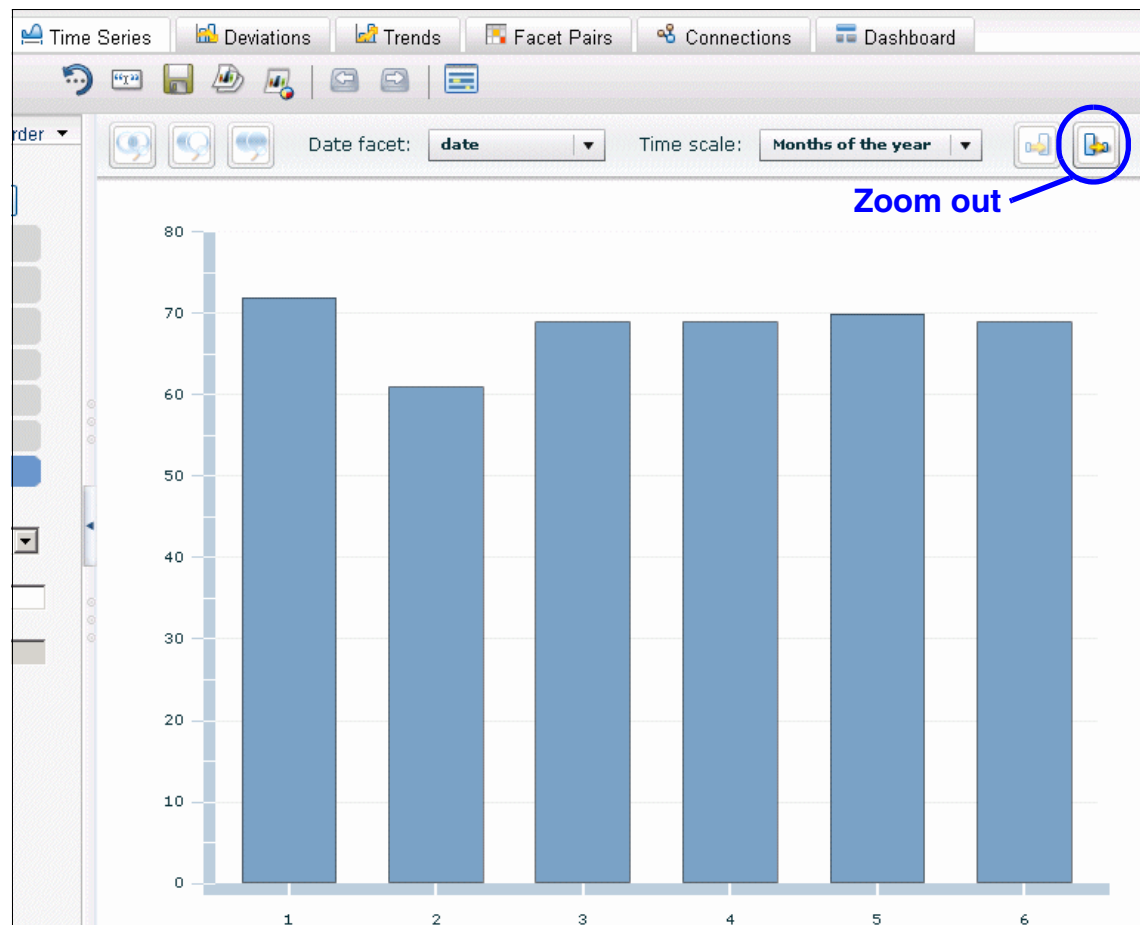 Time Series Deviations Trends Facet Pairs Connections Dashboard
rder
Date facet: date Time scale: Months of the year
Zoom out
80
70
60
50
40
30
20
10
0
1 2 3 4 5 6